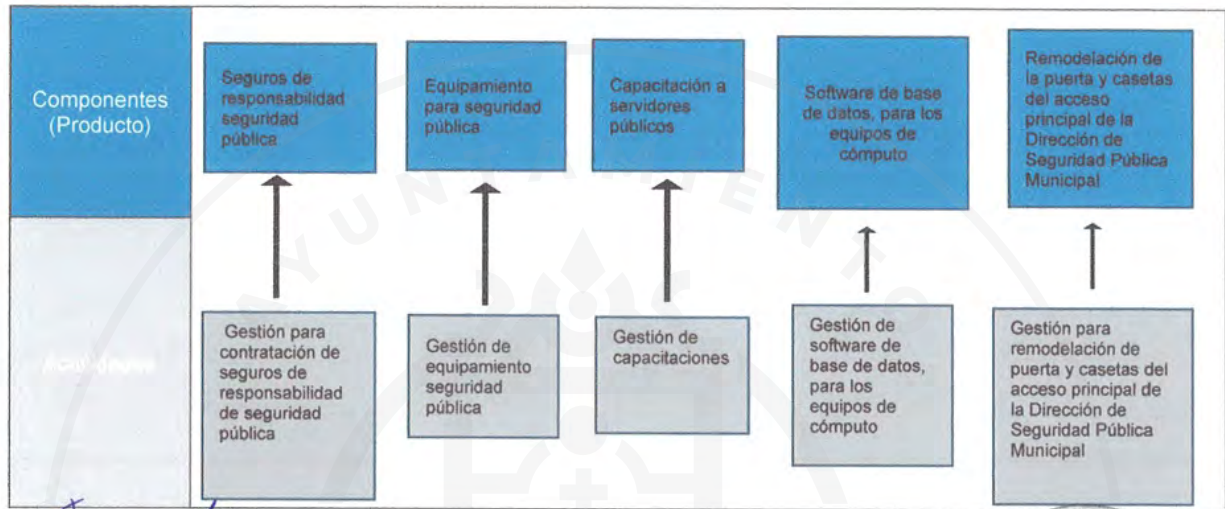 Componentes
(Producto)
Seguros de
responsabilidad
seguridad
pública
Equipamiento
para seguridad
pública
Capacitación a
servidores
públicos
Software de base
de datos, para los
equipos de
cómputo
Remodelación de
la puerta y casetas
del acceso
principal de la
Dirección de
Seguridad Pública
Municipal
AYUNTAMIENTO
Actividades
Gestión para
contratación de
seguros de
responsabilidad
de seguridad
pública
Gestión de
equipamiento
seguridad
pública
Gestión de
capacitaciones
Gestión de
software de
base de datos,
para los
equipos de
cómputo
Gestión para
remodelación de
puerta y casetas del
acceso principal de
la Dirección de
Seguridad Pública
Municipal